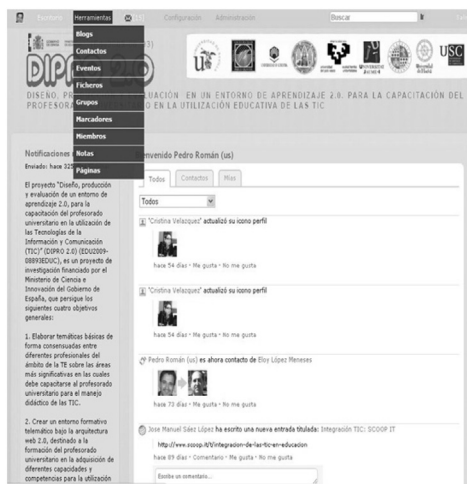 Escritorio Herramientas Configuración Administración Buscar
Blogs
Contactos
Eventos
Ficheros
Grupos
Marcadores
Miembros
Notas
Páginas
DIPRO 2.0
EN UN ENTORNO DE APRENDIZAJE 2.0. PARA LA CAPACITACIÓN DEL
EN LA UTILIZACIÓN EDUCATIVA DE LAS TIC
USC
Notificaciones
Enviado: hace
El proyecto "Diseño, producción
y evaluación de un entorno de
aprendizaje 2.0, para la
capacitación del profesorado
universitario en la utilización de
las Tecnologías de la
Información y Comunicación
(TIC)" (DIPRO 2.0) (EDU2009-
08893EDUC), es un proyecto de
investigación financiado por el
Ministerio de Ciencia e
Innovación del Gobierno de
España, que persigue los
siguientes cuatro objetivos
generales:
1. Elaborar temáticas básicas de
forma consensuadas entre
diferentes profesionales del
ámbito de la TE sobre las áreas
más significativas en las cuales
debe capacitarse al profesorado
universitario para el manejo
didáctico de las TIC.
2. Crear un entorno formativo
telemático bajo la arquitectura
web 2.0, destinado a la
formación del profesorado
universitario en la adquisición de
diferentes capacidades y
competencias para la utilización
Bienvenido Pedro Román (us)
Todos Contactos Mías
Todos
"Cristina Velazquez" actualizó su icono perfil
hace 54 días • Me gusta • No me gusta
"Cristina Velazquez" actualizó su icono perfil
hace 54 días • Me gusta • No me gusta
Pedro Román (us) es ahora contacto de Eloy López Meneses
hace 73 días • Me gusta • No me gusta
Jose Manuel Sáez López ha escrito una nueva entrada titulada: Integración TIC: SCOOP IT
http://www.scoop.it/t/integracion-de-las-tic-en-educacion
hace 89 días • Comentario • Me gusta • No me gusta
Escribe un comentario...